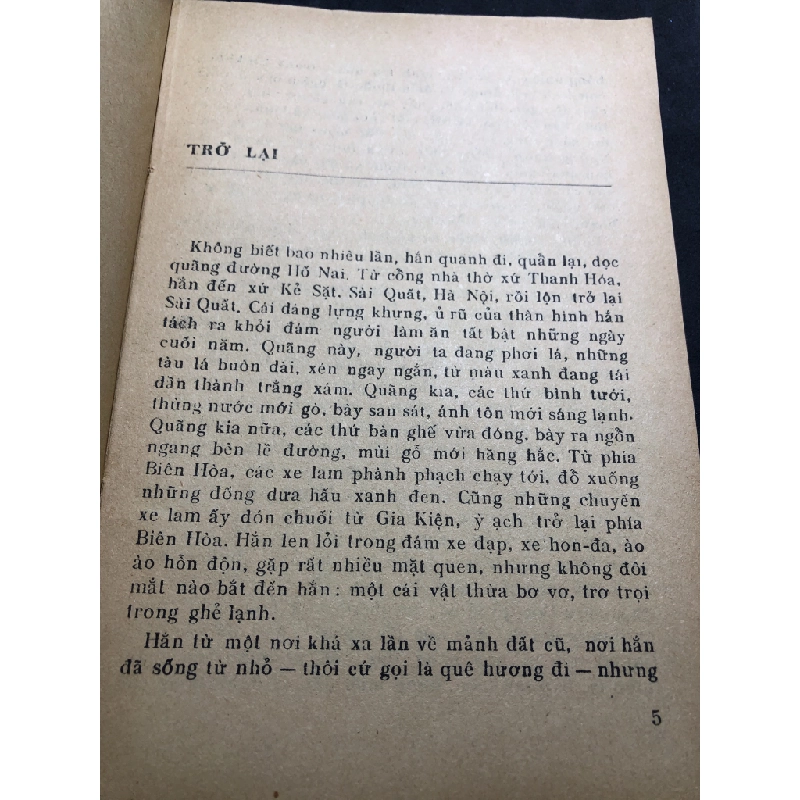 TRỞ LẠI
Không biết bao nhiêu lần, hắn quanh đi, quẩn lại, dọc
quãng đường Hố Nai. Từ cổng nhà thờ xứ Thanh Hóa,
hắn đến xứ Kẻ Sặt, Sài Quất, Hà Nội, rồi lộn trở lại
Sài Quất. Cái dáng lựng khựng, ủ rũ của thân hình hắn
tách ra khỏi đám người làm ăn tất bật những ngày
cuối năm. Quãng này, người ta đang phơi lá, những
tàu lá buôn dài, xén ngay ngắn, từ màu xanh đang tái
dần thành trắng xám. Quãng kia, các thứ bình tưới,
thùng nước mới gò, bày san sát, ánh tôn mới sáng lạnh.
Quãng kia nữa, các thứ bàn ghế vừa đóng, bày ra ngồn
ngang bên lề đường, mùi gỗ mới hăng hắc. Từ phía
Biên Hòa, các xe lam phành phạch chạy tới, đổ xuống
những đống dưa hấu xanh đen. Cũng những chuyến
xe lam ấy đón chuối từ Gia Kiện, ỳ ạch trở lại phía
Biên Hòa. Hắn len lỏi trong đám xe đạp, xe hon-đa, ào
ào hỗn độn, gặp rất nhiều mặt quen, nhưng không đôi
mắt nào bắt đến hắn : một cái vật thừa bơ vơ, trơ trọi
trong ghẻ lạnh.
Hắn từ một nơi khá xa lần về mảnh đất cũ, nơi hắn
đã sống từ nhỏ — thôi cứ gọi là quê hương đi — nhưng
5